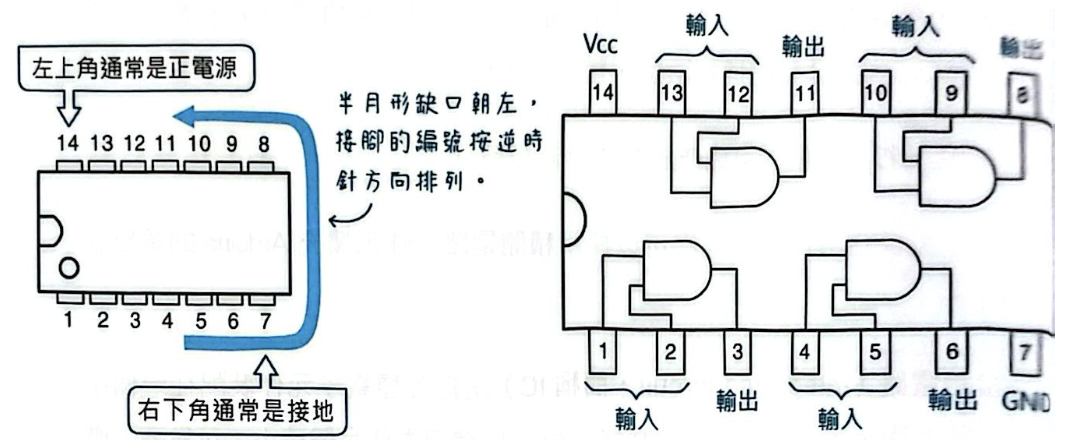 左上角通常是正電源
14 13 12 11 10 9 8
1 2 3 4 5 6 7
右下角通常是接地
半月形缺口朝左，
接腳的編號按逆時
針方向排列。
Vcc 輸入 輸出 輸入 輸出
14 13 12 11 10 9 8
1 2 3 4 5 6 7
輸入 輸出 輸入 輸出 GND